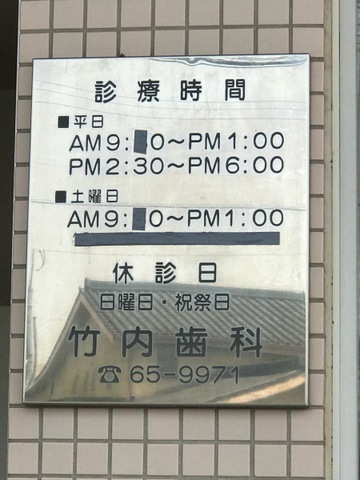 診療時間
■平日
AM9:0~PM1:00
PM2:30~PM6:00
■土曜日
AM9:0~PM1:00
休診日
日曜日・祝祭日
竹内歯科
☎65-9971